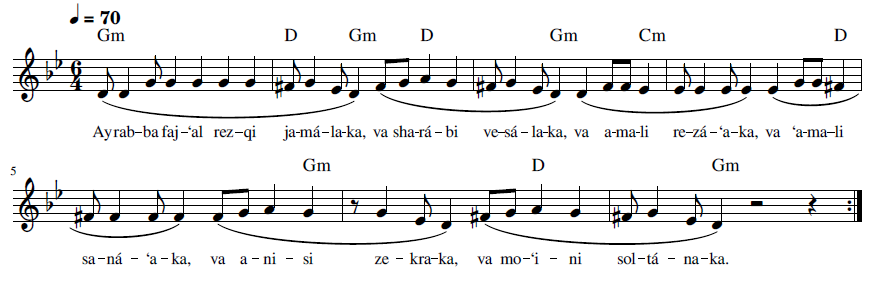 ♩ = 70
Gm D Gm D Gm Cm D
Ay rab–ba faj–‘al rez–qi ja–má–la–ka, va sha–rá–bi ve–sá–la–ka, va a–ma–li re–zá–‘a–ka, va ‘a–ma–li
5
Gm D Gm
sa–ná–‘a–ka, va a–ni–si ze–kra–ka, va mo–‘i–ni sol–tá–na–ka.